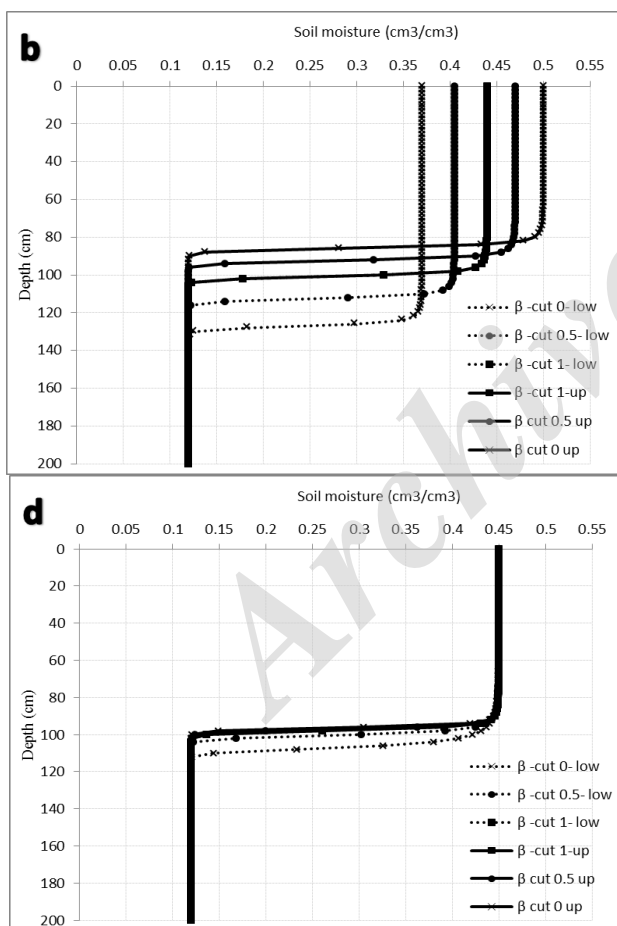 b
Soil moisture (cm3/cm3)
0 0.05 0.1 0.15 0.2 0.25 0.3 0.35 0.4 0.45 0.5 0.55
Depth (cm)
0
20
40
60
80
100
120
140
160
180
200
β -cut 0- low
β -cut 0.5- low
β -cut 1- low
β -cut 1-up
β cut 0.5 up
β cut 0 up
Archive
d
Soil moisture (cm3/cm3)
0 0.05 0.1 0.15 0.2 0.25 0.3 0.35 0.4 0.45 0.5 0.55
Depth (cm)
0
20
40
60
80
100
120
140
160
180
200
β -cut 0- low
β -cut 0.5- low
β -cut 1- low
β -cut 1-up
β cut 0.5 up
β cut 0 up